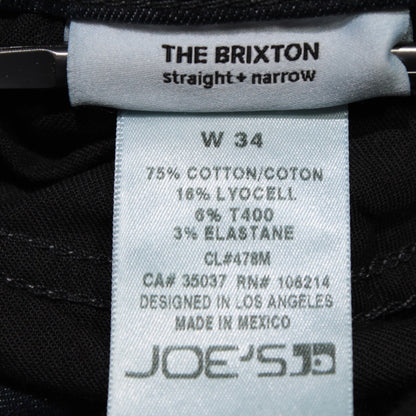 THE BRIXTON
straight + narrow
W 34
75% COTTON/COTON
16% LYOCELL
6% T400
3% ELASTANE
CL#478M
CA# 35037 RN# 106214
DESIGNED IN LOS ANGELES
MADE IN MEXICO
JOE'S